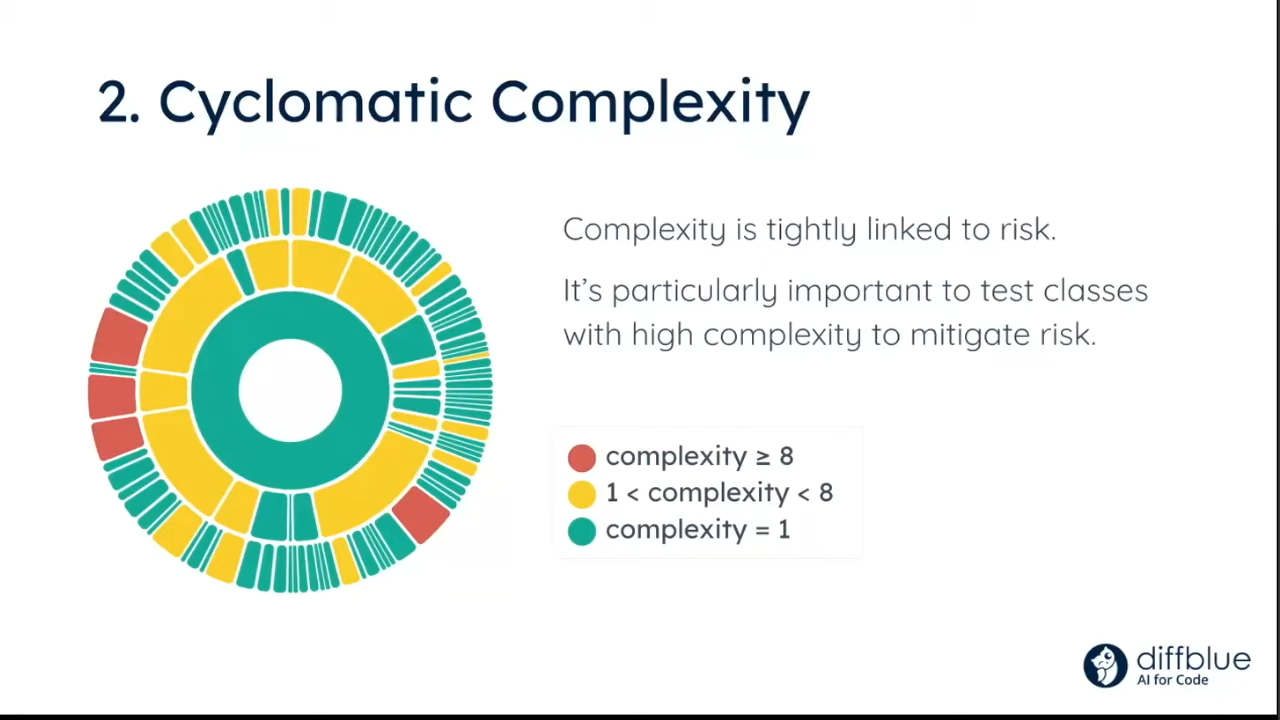 2. Cyclomatic Complexity
Complexity is tightly linked to risk.
It’s particularly important to test classes
with high complexity to mitigate risk.
complexity ≥ 8
1 < complexity < 8
complexity = 1
diffblue
AI for Code